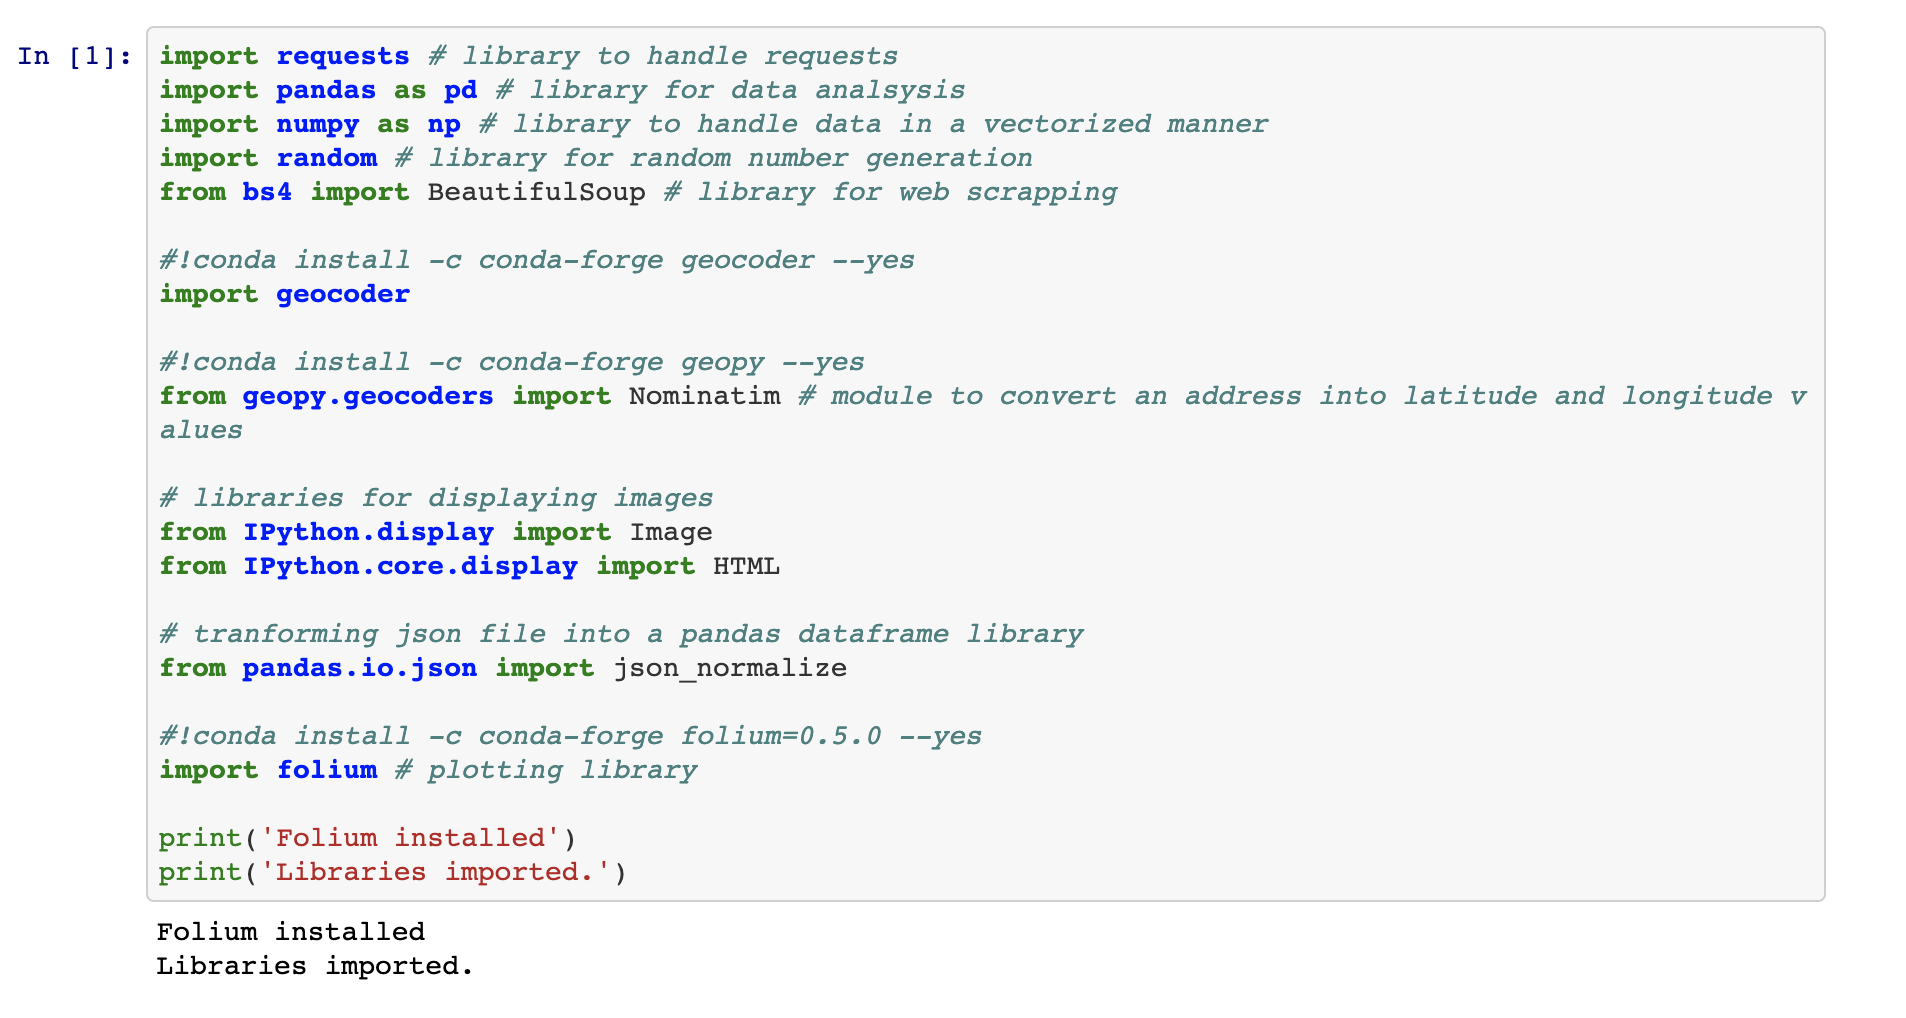 In [1]:
import requests # library to handle requests
import pandas as pd # library for data analsysis
import numpy as np # library to handle data in a vectorized manner
import random # library for random number generation
from bs4 import BeautifulSoup # library for web scrapping
#!conda install -c conda-forge geocoder --yes
import geocoder
#!conda install -c conda-forge geopy --yes
from geopy.geocoders import Nominatim # module to convert an address into latitude and longitude v
alues
# libraries for displaying images
from IPython.display import Image
from IPython.core.display import HTML
# tranforming json file into a pandas dataframe library
from pandas.io.json import json_normalize
#!conda install -c conda-forge folium=0.5.0 --yes
import folium # plotting library
print('Folium installed')
print('Libraries imported.')
Folium installed
Libraries imported.